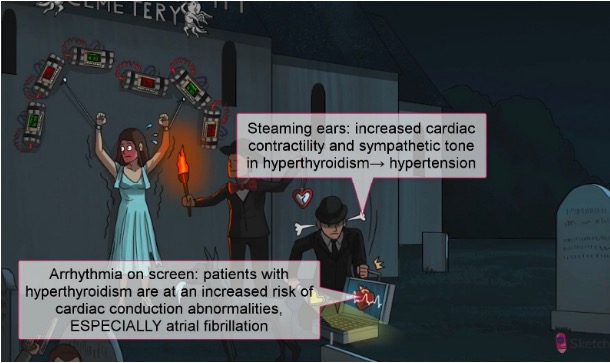 CEMETERY
Steaming ears: increased cardiac
contractility and sympathetic tone
in hyperthyroidism→ hypertension
Arrhythmia on screen: patients with
hyperthyroidism are at an increased risk of
cardiac conduction abnormalities,
ESPECIALLY atrial fibrillation
Sketch